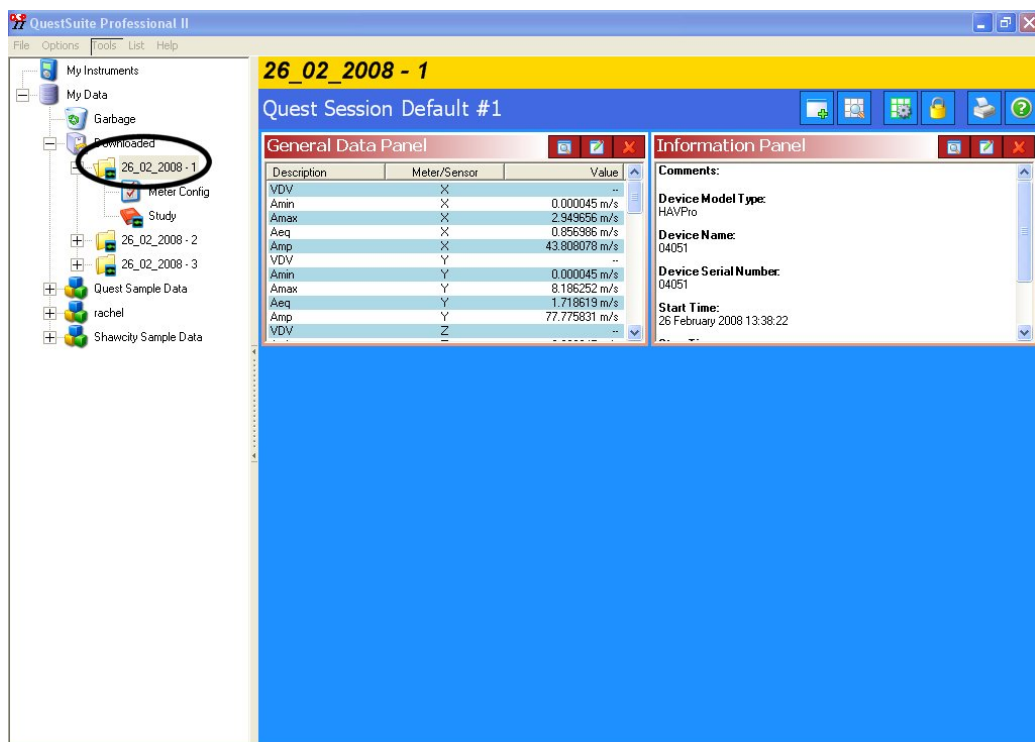 QuestSuite Professional II
File Options Tools List Help
My Instruments
My Data
Garbage
Downloaded
26_02_2008 - 1
Meter Config
Study
26_02_2008 - 2
26_02_2008 - 3
Quest Sample Data
rachel
Shawcity Sample Data
26_02_2008 - 1
Quest Session Default #1
General Data Panel
Description Meter/Sensor Value
VDV X --
Amin X 0.000045 m/s
Amax X 2.949656 m/s
Aeq X 0.856986 m/s
Amp X 43.808078 m/s
VDV Y --
Amin Y 0.000045 m/s
Amax Y 8.186252 m/s
Aeq Y 1.718619 m/s
Amp Y 77.775831 m/s
VDV Z --
Information Panel
Comments:
Device Model Type:
HAVPro
Device Name:
04051
Device Serial Number:
04051
Start Time:
26 February 2008 13:38:22